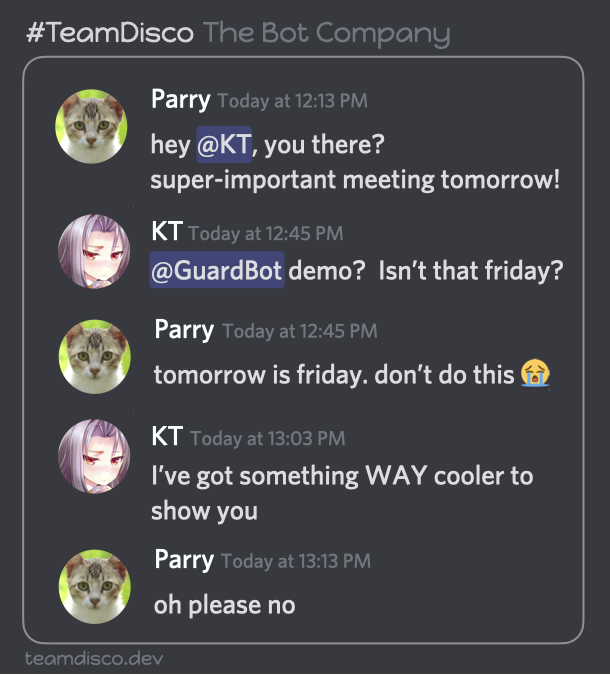 #TeamDisco The Bot Company
Parry Today at 12:13 PM
hey @KT, you there?
super-important meeting tomorrow!
KT Today at 12:45 PM
@GuardBot demo? Isn't that friday?
Parry Today at 12:45 PM
tomorrow is friday. don't do this 😭
KT Today at 13:03 PM
I've got something WAY cooler to
show you
Parry Today at 13:13 PM
oh please no
teamdisco.dev